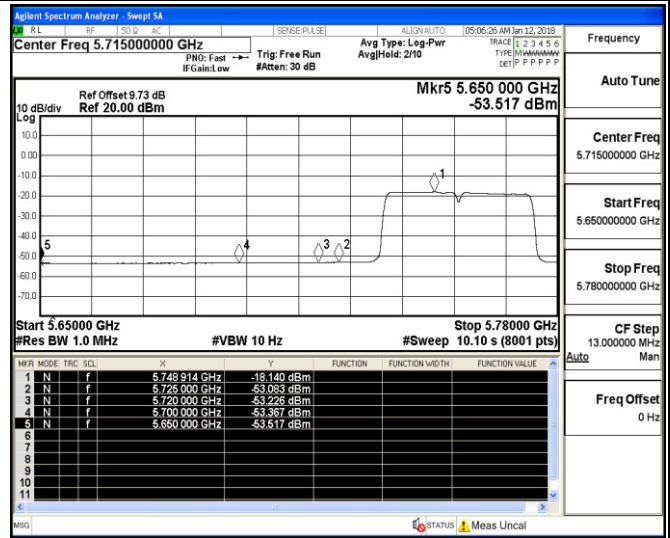 Agilent Spectrum Analyzer - Swept SA
RL RF 50 Ω AC SENSE:PULSE ALIGN AUTO 05:06:26 AM Jan 12, 2018
Center Freq 5.715000000 GHz
PNO: Fast
IFGain:Low
Trig: Free Run
#Atten: 30 dB
Avg Type: Log-Pwr
Avg|Hold: 2/10
TRACE 1 2 3 4 5 6
TYPE MWWWWW
DET P P P P P P
Frequency
Auto Tune
Center Freq
5.715000000 GHz
Start Freq
5.650000000 GHz
Stop Freq
5.780000000 GHz
CF Step
13.000000 MHz
Auto Man
Freq Offset
0 Hz
Mkr5 5.650 000 GHz
-53.517 dBm
Ref Offset 9.73 dB
10 dB/div Ref 20.00 dBm
Log
10.0
0.00
-10.0
-20.0
-30.0
-40.0
-50.0
-60.0
-70.0
1
5 4 3 2
Start 5.65000 GHz Stop 5.78000 GHz
#Res BW 1.0 MHz #VBW 10 Hz #Sweep 10.10 s (8001 pts)
MKR MODE TRC SCL X Y FUNCTION FUNCTION WIDTH FUNCTION VALUE
1 N f 5.748 914 GHz -18.140 dBm
2 N f 5.725 000 GHz -53.083 dBm
3 N f 5.720 000 GHz -53.226 dBm
4 N f 5.700 000 GHz -53.367 dBm
5 N f 5.650 000 GHz -53.517 dBm
6
7
8
9
10
11
MSG STATUS Meas Uncal